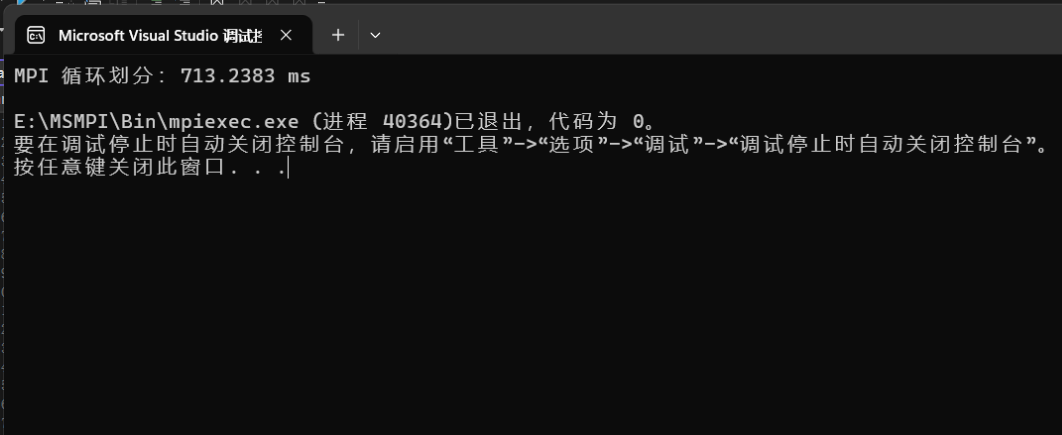 Microsoft Visual Studio 调试控
MPI 循环划分: 713.2383 ms
E:\MSMPI\Bin\mpiexec.exe (进程 40364)已退出，代码为 0。
要在调试停止时自动关闭控制台，请启用“工具”->“选项”->“调试”->“调试停止时自动关闭控制台”。
按任意键关闭此窗口. . .